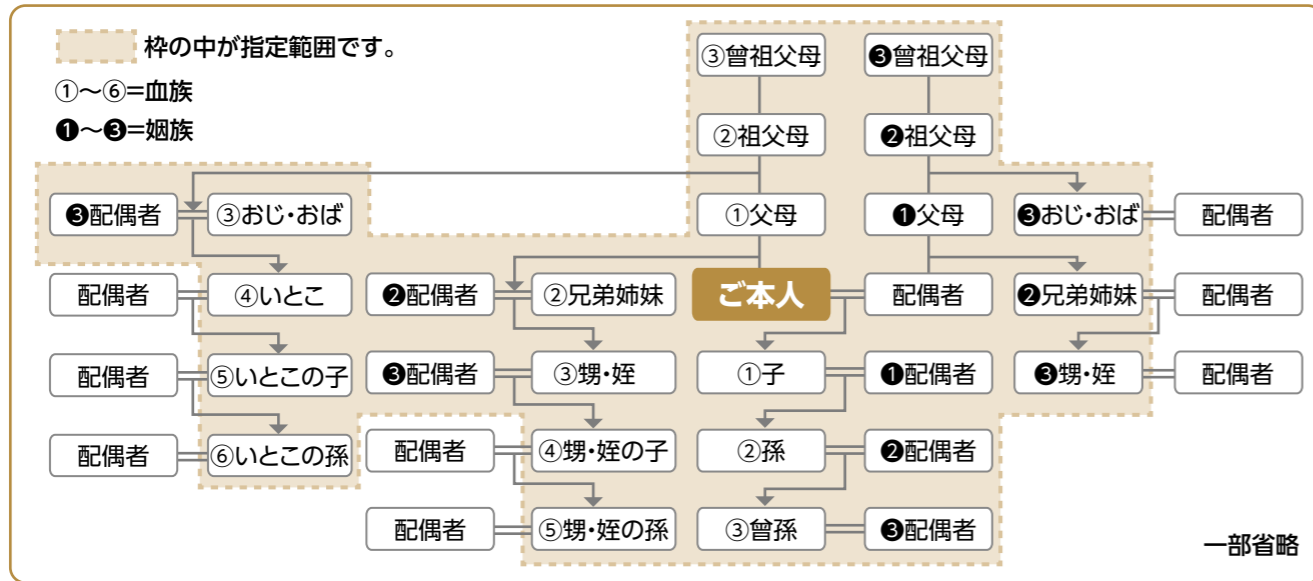 枠の中が指定範囲です。
①～⑥=血族
❶～❸=姻族
③曾祖父母
❸曾祖父母
②祖父母
❷祖父母
❸配偶者
③おじ・おば
①父母
❶父母
❸おじ・おば
配偶者
配偶者
④いとこ
❷配偶者
②兄弟姉妹
ご本人
配偶者
❷兄弟姉妹
配偶者
配偶者
⑤いとこの子
❸配偶者
③甥・姪
①子
❶配偶者
❸甥・姪
配偶者
配偶者
⑥いとこの孫
配偶者
④甥・姪の子
②孫
❷配偶者
配偶者
⑤甥・姪の孫
③曾孫
❸配偶者
一部省略